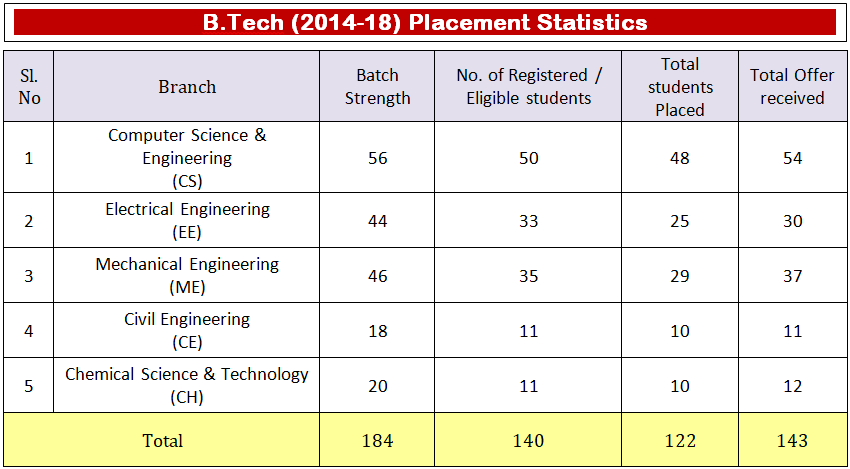 B.Tech (2014-18) Placement Statistics
Sl. No Branch Batch Strength No. of Registered / Eligible students Total students Placed Total Offer received
1 Computer Science & Engineering (CS) 56 50 48 54
2 Electrical Engineering (EE) 44 33 25 30
3 Mechanical Engineering (ME) 46 35 29 37
4 Civil Engineering (CE) 18 11 10 11
5 Chemical Science & Technology (CH) 20 11 10 12
Total 184 140 122 143